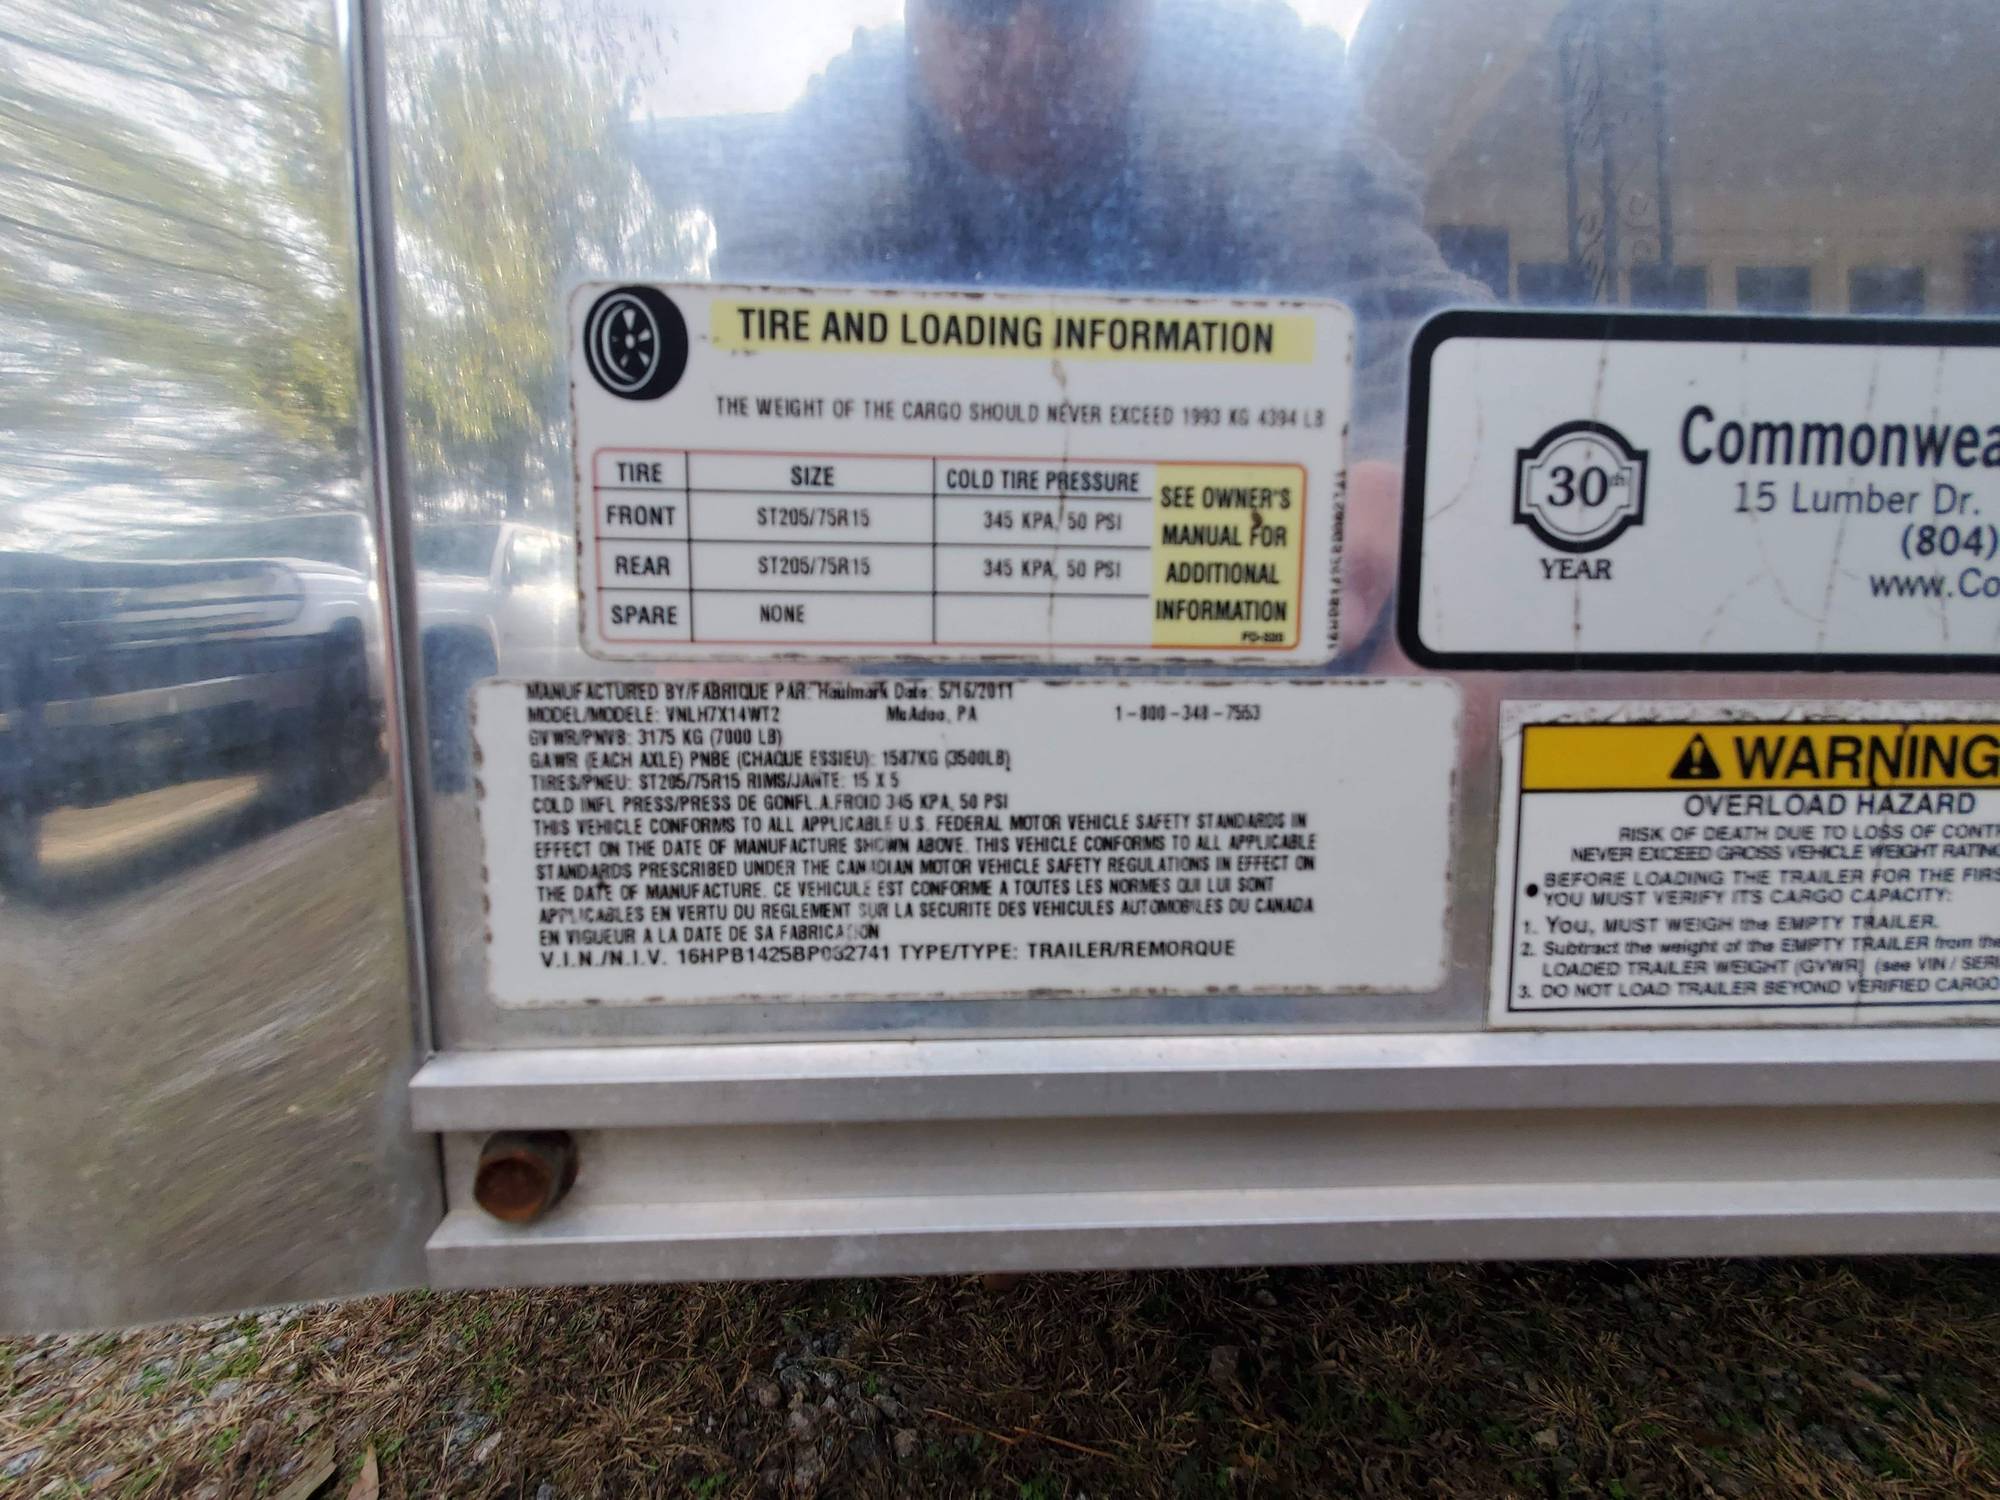 TIRE AND LOADING INFORMATION
THE WEIGHT OF THE CARGO SHOULD NEVER EXCEED 1993 KG 4394 LB
TIRE SIZE COLD TIRE PRESSURE
FRONT ST205/75R15 345 KPA, 50 PSI
REAR ST205/75R15 345 KPA, 50 PSI
SPARE NONE
SEE OWNER'S
MANUAL FOR
ADDITIONAL
INFORMATION
MANUFACTURED BY/FABRIQUE PAR: Haulmark Date: 5/16/2011
MODEL/MODELE: VNLH7X14WT2 McAdoo, PA 1-800-348-7553
GVWR/PNVB: 3175 KG (7000 LB)
GAWR (EACH AXLE) PNBE (CHAQUE ESSIEU): 1587KG (3500LB)
TIRES/PNEU: ST205/75R15 RIMS/JANTE: 15 X 5
COLD INFL PRESS/PRESS DE GONFL.A.FROID 345 KPA, 50 PSI
THIS VEHICLE CONFORMS TO ALL APPLICABLE U.S. FEDERAL MOTOR VEHICLE SAFETY STANDARDS IN
EFFECT ON THE DATE OF MANUFACTURE SHOWN ABOVE. THIS VEHICLE CONFORMS TO ALL APPLICABLE
STANDARDS PRESCRIBED UNDER THE CANADIAN MOTOR VEHICLE SAFETY REGULATIONS IN EFFECT ON
THE DATE OF MANUFACTURE. CE VEHICULE EST CONFORME A TOUTES LES NORMES QUI LUI SONT
APPLICABLES EN VERTU DU REGLEMENT SUR LA SECURITE DES VEHICULES AUTOMOBILES DU CANADA
EN VIGUEUR A LA DATE DE SA FABRICATION
V.I.N./N.I.V. 16HPB1425BP082741 TYPE/TYPE: TRAILER/REMORQUE
30th
YEAR
Commonwea
15 Lumber Dr.
(804)
www.Co
WARNING
OVERLOAD HAZARD
RISK OF DEATH DUE TO LOSS OF CONTR
NEVER EXCEED GROSS VEHICLE WEIGHT RATING
• BEFORE LOADING THE TRAILER FOR THE FIRS
YOU MUST VERIFY ITS CARGO CAPACITY:
1. You, MUST WEIGH the EMPTY TRAILER.
2. Subtract the weight of the EMPTY TRAILER from the
LOADED TRAILER WEIGHT (GVWR) (see VIN / SERI
3. DO NOT LOAD TRAILER BEYOND VERIFIED CARGO